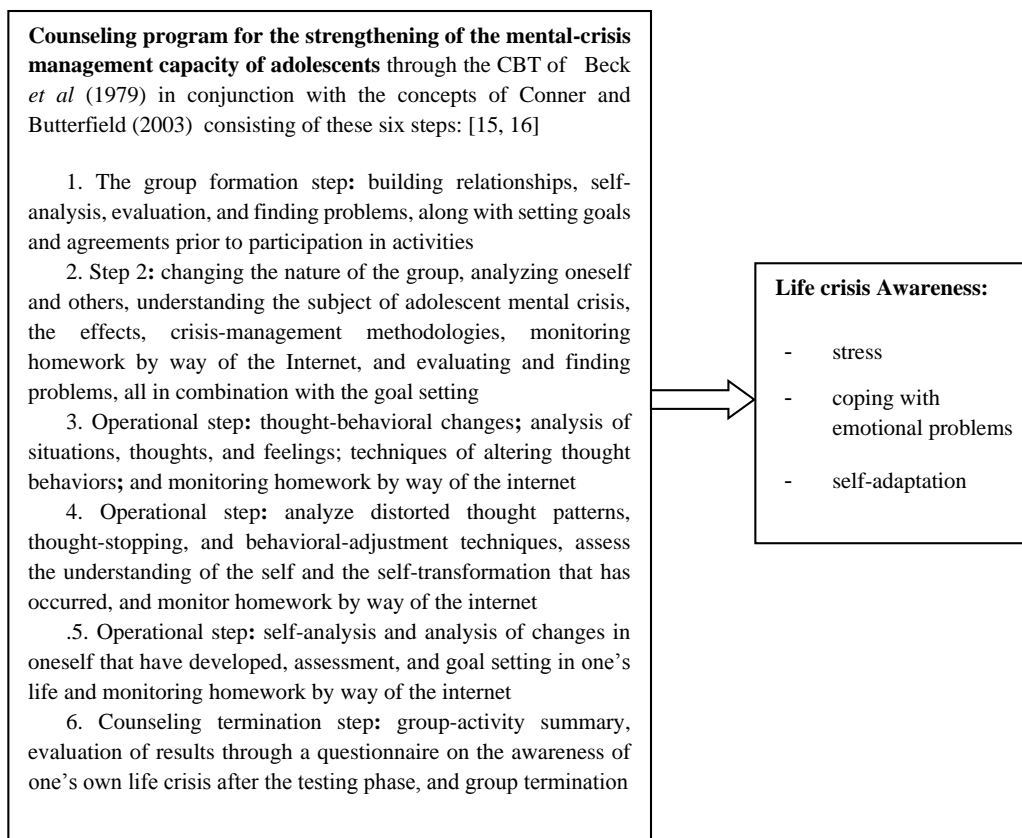 Counseling program for the strengthening of the mental-crisis
management capacity of adolescents through the CBT of Beck
et al (1979) in conjunction with the concepts of Conner and
Butterfield (2003) consisting of these six steps: [15, 16]
1. The group formation step: building relationships, self-
analysis, evaluation, and finding problems, along with setting goals
and agreements prior to participation in activities
2. Step 2: changing the nature of the group, analyzing oneself
and others, understanding the subject of adolescent mental crisis,
the effects, crisis-management methodologies, monitoring
homework by way of the Internet, and evaluating and finding
problems, all in combination with the goal setting
3. Operational step: thought-behavioral changes; analysis of
situations, thoughts, and feelings; techniques of altering thought
behaviors; and monitoring homework by way of the internet
4. Operational step: analyze distorted thought patterns,
thought-stopping, and behavioral-adjustment techniques, assess
the understanding of the self and the self-transformation that has
occurred, and monitor homework by way of the internet
.5. Operational step: self-analysis and analysis of changes in
oneself that have developed, assessment, and goal setting in one’s
life and monitoring homework by way of the internet
6. Counseling termination step: group-activity summary,
evaluation of results through a questionnaire on the awareness of
one’s own life crisis after the testing phase, and group termination
Life crisis Awareness:
- stress
- coping with
emotional problems
- self-adaptation